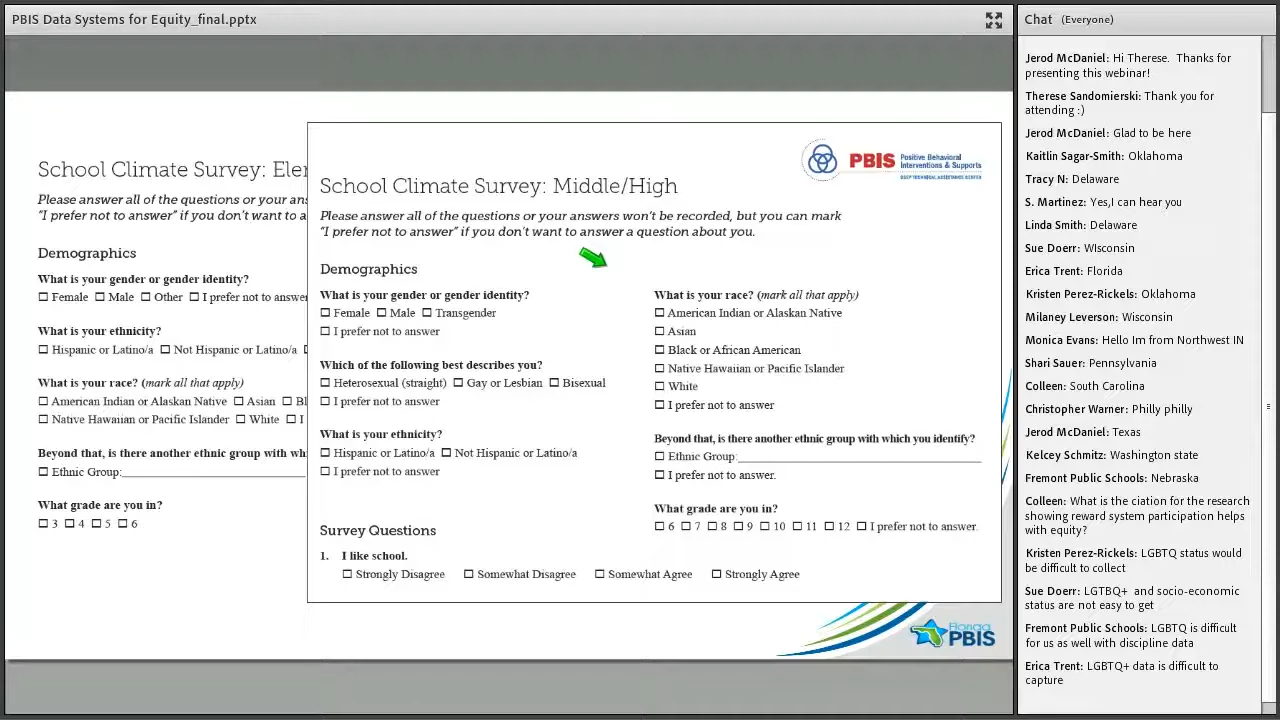 PBIS Data Systems for Equity_final.pptx
School Climate Survey: Elem
Please answer all of the questions or your ans
"I prefer not to answer" if you don't want to a
Demographics
What is your gender or gender identity?
☐ Female ☐ Male ☐ Other ☐ I prefer not to answer
What is your ethnicity?
☐ Hispanic or Latino/a ☐ Not Hispanic or Latino/a ☐
What is your race? (mark all that apply)
☐ American Indian or Alaskan Native ☐ Asian ☐ Bl
☐ Native Hawaiian or Pacific Islander ☐ White ☐ I
Beyond that, is there another ethnic group with wh
☐ Ethnic Group:
What grade are you in?
☐ 3 ☐ 4 ☐ 5 ☐ 6
PBIS Positive Behavioral
Interventions & Supports
OSEP TECHNICAL ASSISTANCE CENTER
School Climate Survey: Middle/High
Please answer all of the questions or your answers won't be recorded, but you can mark
"I prefer not to answer" if you don't want to answer a question about you.
Demographics
What is your gender or gender identity?
☐ Female ☐ Male ☐ Transgender
☐ I prefer not to answer
Which of the following best describes you?
☐ Heterosexual (straight) ☐ Gay or Lesbian ☐ Bisexual
☐ I prefer not to answer
What is your ethnicity?
☐ Hispanic or Latino/a ☐ Not Hispanic or Latino/a
☐ I prefer not to answer
What is your race? (mark all that apply)
☐ American Indian or Alaskan Native
☐ Asian
☐ Black or African American
☐ Native Hawaiian or Pacific Islander
☐ White
☐ I prefer not to answer
Beyond that, is there another ethnic group with which you identify?
☐ Ethnic Group:
☐ I prefer not to answer.
What grade are you in?
☐ 6 ☐ 7 ☐ 8 ☐ 9 ☐ 10 ☐ 11 ☐ 12 ☐ I prefer not to answer.
Survey Questions
1. I like school.
☐ Strongly Disagree ☐ Somewhat Disagree ☐ Somewhat Agree ☐ Strongly Agree
Florida
PBIS
Chat (Everyone)
Jerod McDaniel: Hi Therese. Thanks for
presenting this webinar!
Therese Sandomierski: Thank you for
attending :)
Jerod McDaniel: Glad to be here
Kaitlin Sagar-Smith: Oklahoma
Tracy N: Delaware
S. Martinez: Yes,I can hear you
Linda Smith: Delaware
Sue Doerr: WIsconsin
Erica Trent: Florida
Kristen Perez-Rickels: Oklahoma
Milaney Leverson: Wisconsin
Monica Evans: Hello Im from Northwest IN
Shari Sauer: Pennsylvania
Colleen: South Carolina
Christopher Warner: Philly philly
Jerod McDaniel: Texas
Kelcey Schmitz: Washington state
Fremont Public Schools: Nebraska
Colleen: What is the ciation for the research
showing reward system participation helps
with equity?
Kristen Perez-Rickels: LGBTQ status would
be difficult to collect
Sue Doerr: LGTBQ+ and socio-economic
status are not easy to get
Fremont Public Schools: LGBTQ is difficult
for us as well with discipline data
Erica Trent: LGBTQ+ data is difficult to
capture